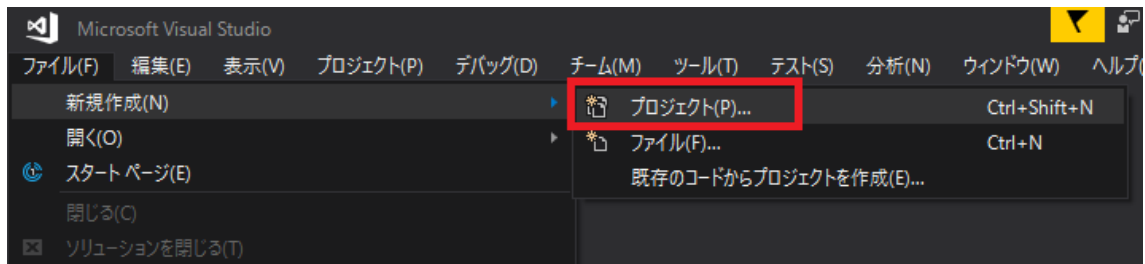 Microsoft Visual Studio
ファイル(F) 編集(E) 表示(V) プロジェクト(P) デバッグ(D) チーム(M) ツール(T) テスト(S) 分析(N) ウィンドウ(W) ヘルプ(
新規作成(N)
プロジェクト(P)... Ctrl+Shift+N
開く(O)
ファイル(F)... Ctrl+N
スタート ページ(E)
既存のコードからプロジェクトを作成(E)...
閉じる(C)
ソリューションを閉じる(T)